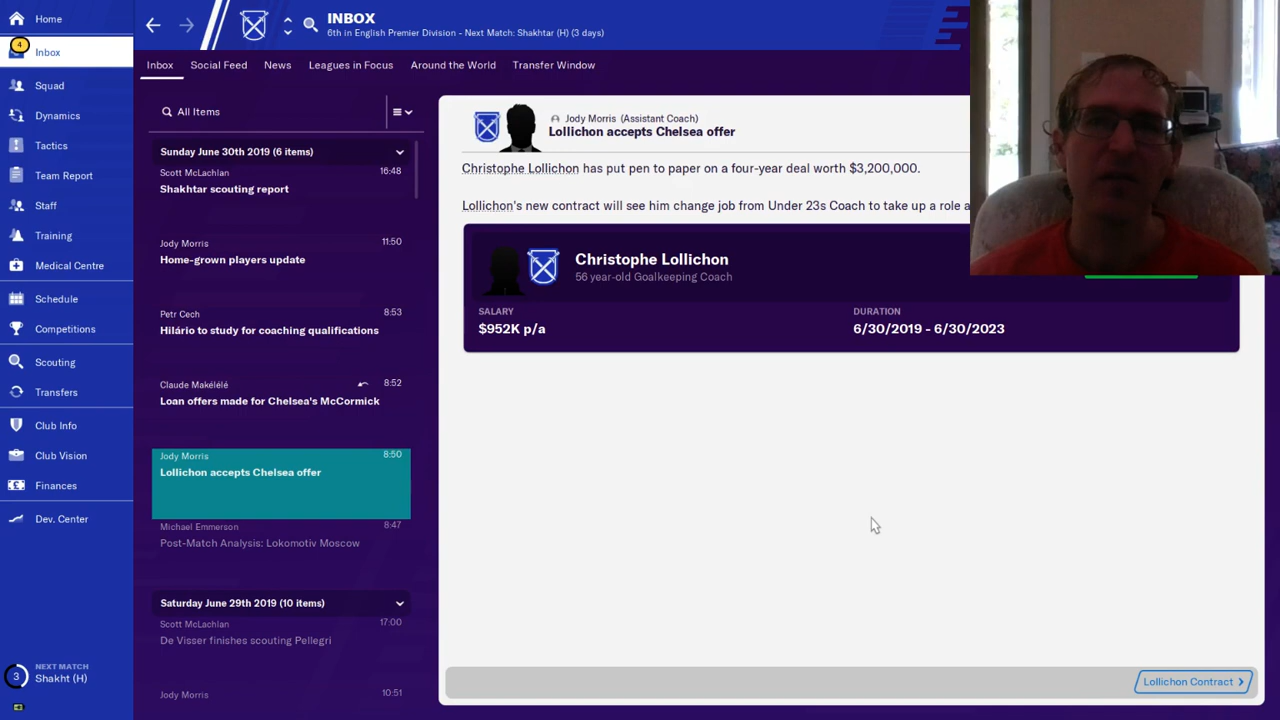 Home
4
Inbox
Squad
Dynamics
Tactics
Team Report
Staff
Training
Medical Centre
Schedule
Competitions
Scouting
Transfers
Club Info
Club Vision
Finances
Dev. Center
3
NEXT MATCH
Shakht (H)
INBOX
6th in English Premier Division - Next Match: Shakhtar (H) (3 days)
Inbox
Social Feed
News
Leagues in Focus
Around the World
Transfer Window
All Items
Sunday June 30th 2019 (6 items)
Scott McLachlan
16:48
Shakhtar scouting report
Jody Morris
11:50
Home-grown players update
Petr Cech
8:53
Hilário to study for coaching qualifications
Claude Makélélé
8:52
Loan offers made for Chelsea's McCormick
Jody Morris
8:50
Lollichon accepts Chelsea offer
Michael Emmerson
8:47
Post-Match Analysis: Lokomotiv Moscow
Saturday June 29th 2019 (10 items)
Scott McLachlan
17:00
De Visser finishes scouting Pellegri
Jody Morris
10:51
Jody Morris (Assistant Coach)
Lollichon accepts Chelsea offer
Christophe Lollichon has put pen to paper on a four-year deal worth $3,200,000.
Lollichon's new contract will see him change job from Under 23s Coach to take up a role a
Christophe Lollichon
56 year-old Goalkeeping Coach
SALARY
$952K p/a
DURATION
6/30/2019 - 6/30/2023
Lollichon Contract